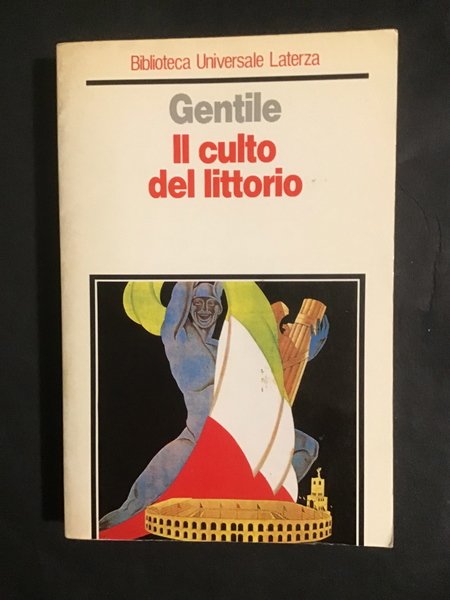 Biblioteca Universale Laterza
Gentile
Il culto
del littorio